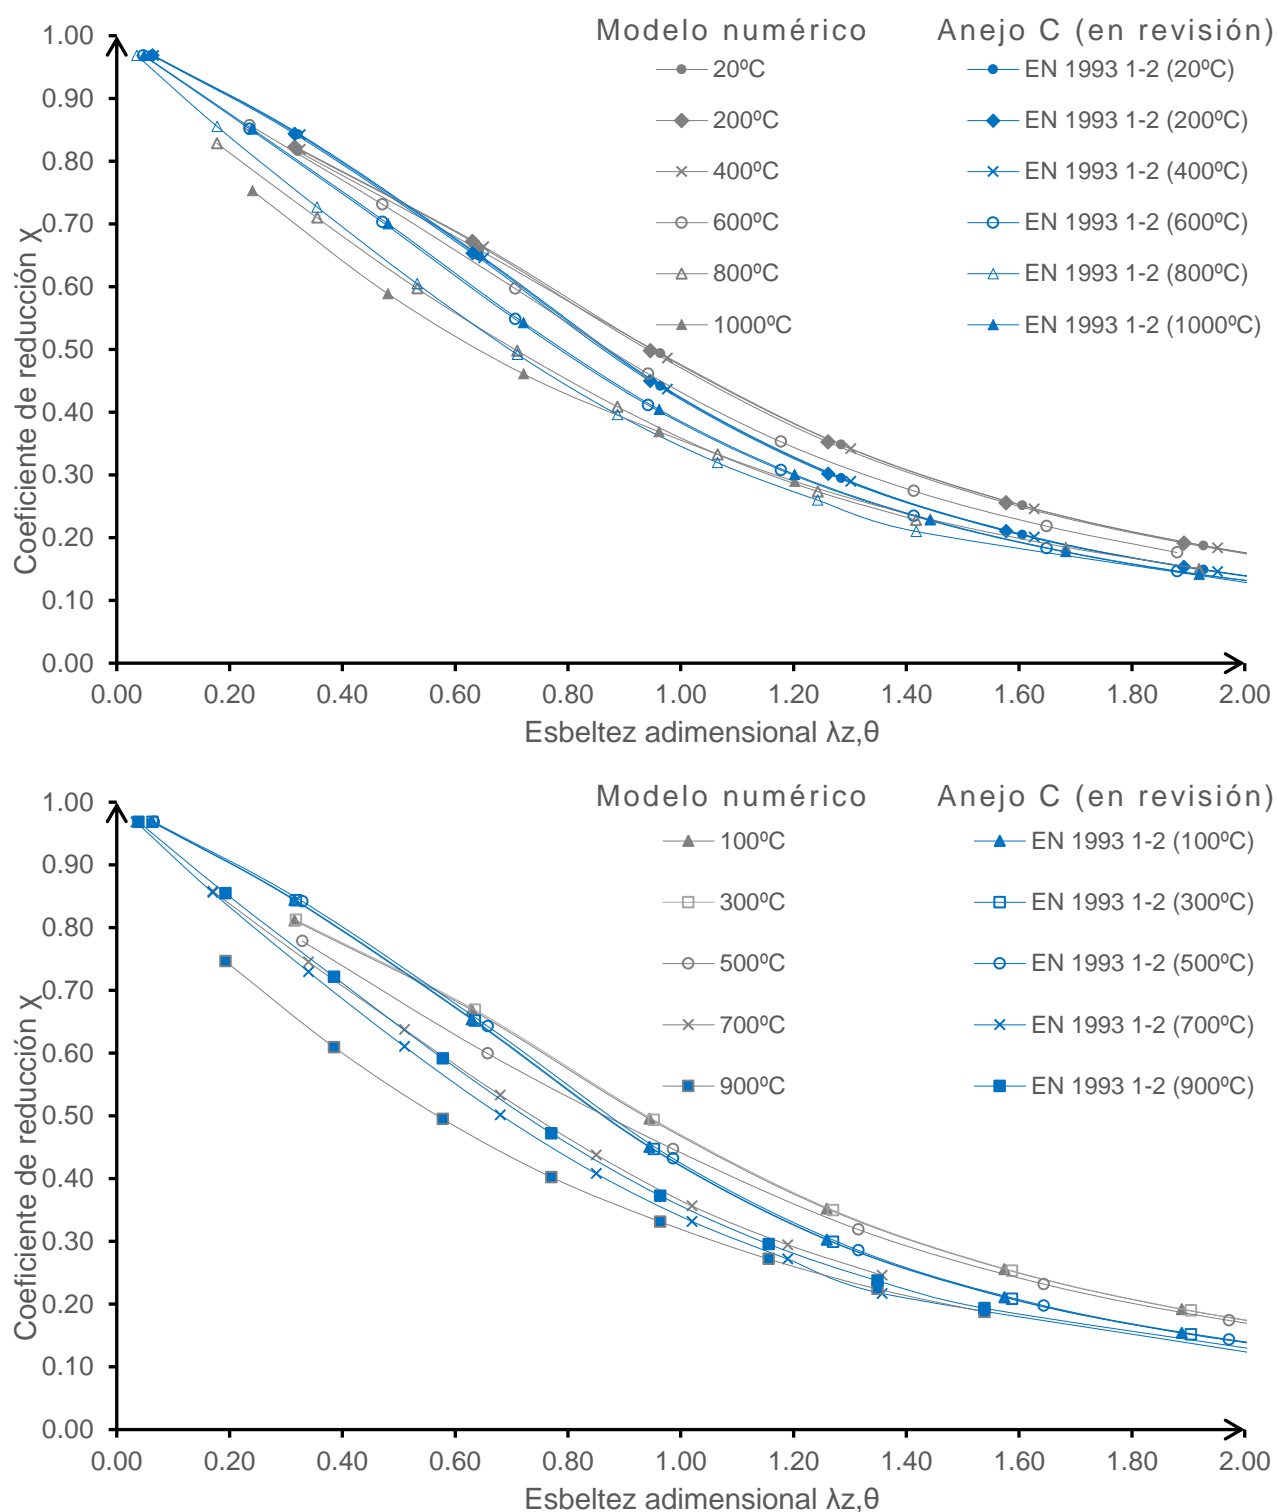 Modelo numérico Anejo C (en revisión)
20ºC EN 1993 1-2 (20ºC)
200ºC EN 1993 1-2 (200ºC)
400ºC EN 1993 1-2 (400ºC)
600ºC EN 1993 1-2 (600ºC)
800ºC EN 1993 1-2 (800ºC)
1000ºC EN 1993 1-2 (1000ºC)
Coeficiente de reducción χ
1.00
0.90
0.80
0.70
0.60
0.50
0.40
0.30
0.20
0.10
0.00
0.00 0.20 0.40 0.60 0.80 1.00 1.20 1.40 1.60 1.80 2.00
Esbeltez adimensional λz,θ
Modelo numérico Anejo C (en revisión)
100ºC EN 1993 1-2 (100ºC)
300ºC EN 1993 1-2 (300ºC)
500ºC EN 1993 1-2 (500ºC)
700ºC EN 1993 1-2 (700ºC)
900ºC EN 1993 1-2 (900ºC)
Coeficiente de reducción χ
1.00
0.90
0.80
0.70
0.60
0.50
0.40
0.30
0.20
0.10
0.00
0.00 0.20 0.40 0.60 0.80 1.00 1.20 1.40 1.60 1.80 2.00
Esbeltez adimensional λz,θ